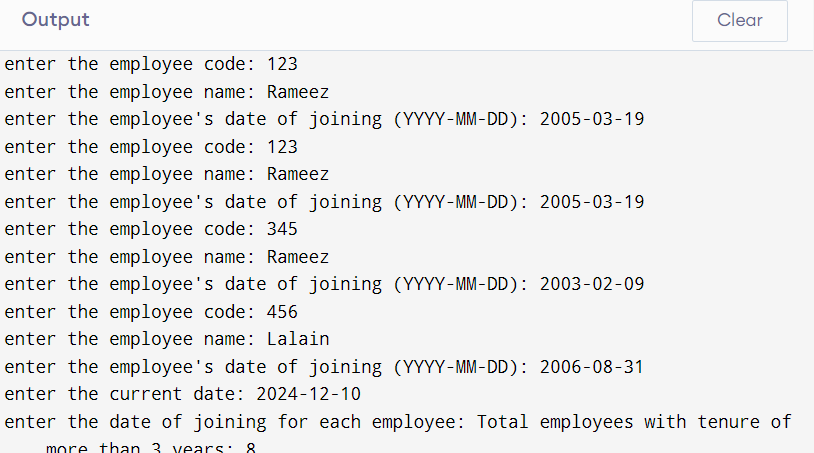 Output
Clear
enter the employee code: 123
enter the employee name: Rameez
enter the employee's date of joining (YYYY-MM-DD): 2005-03-19
enter the employee code: 123
enter the employee name: Rameez
enter the employee's date of joining (YYYY-MM-DD): 2005-03-19
enter the employee code: 345
enter the employee name: Rameez
enter the employee's date of joining (YYYY-MM-DD): 2003-02-09
enter the employee code: 456
enter the employee name: Lalain
enter the employee's date of joining (YYYY-MM-DD): 2006-08-31
enter the current date: 2024-12-10
enter the date of joining for each employee: Total employees with tenure of
more than 3 years: 8